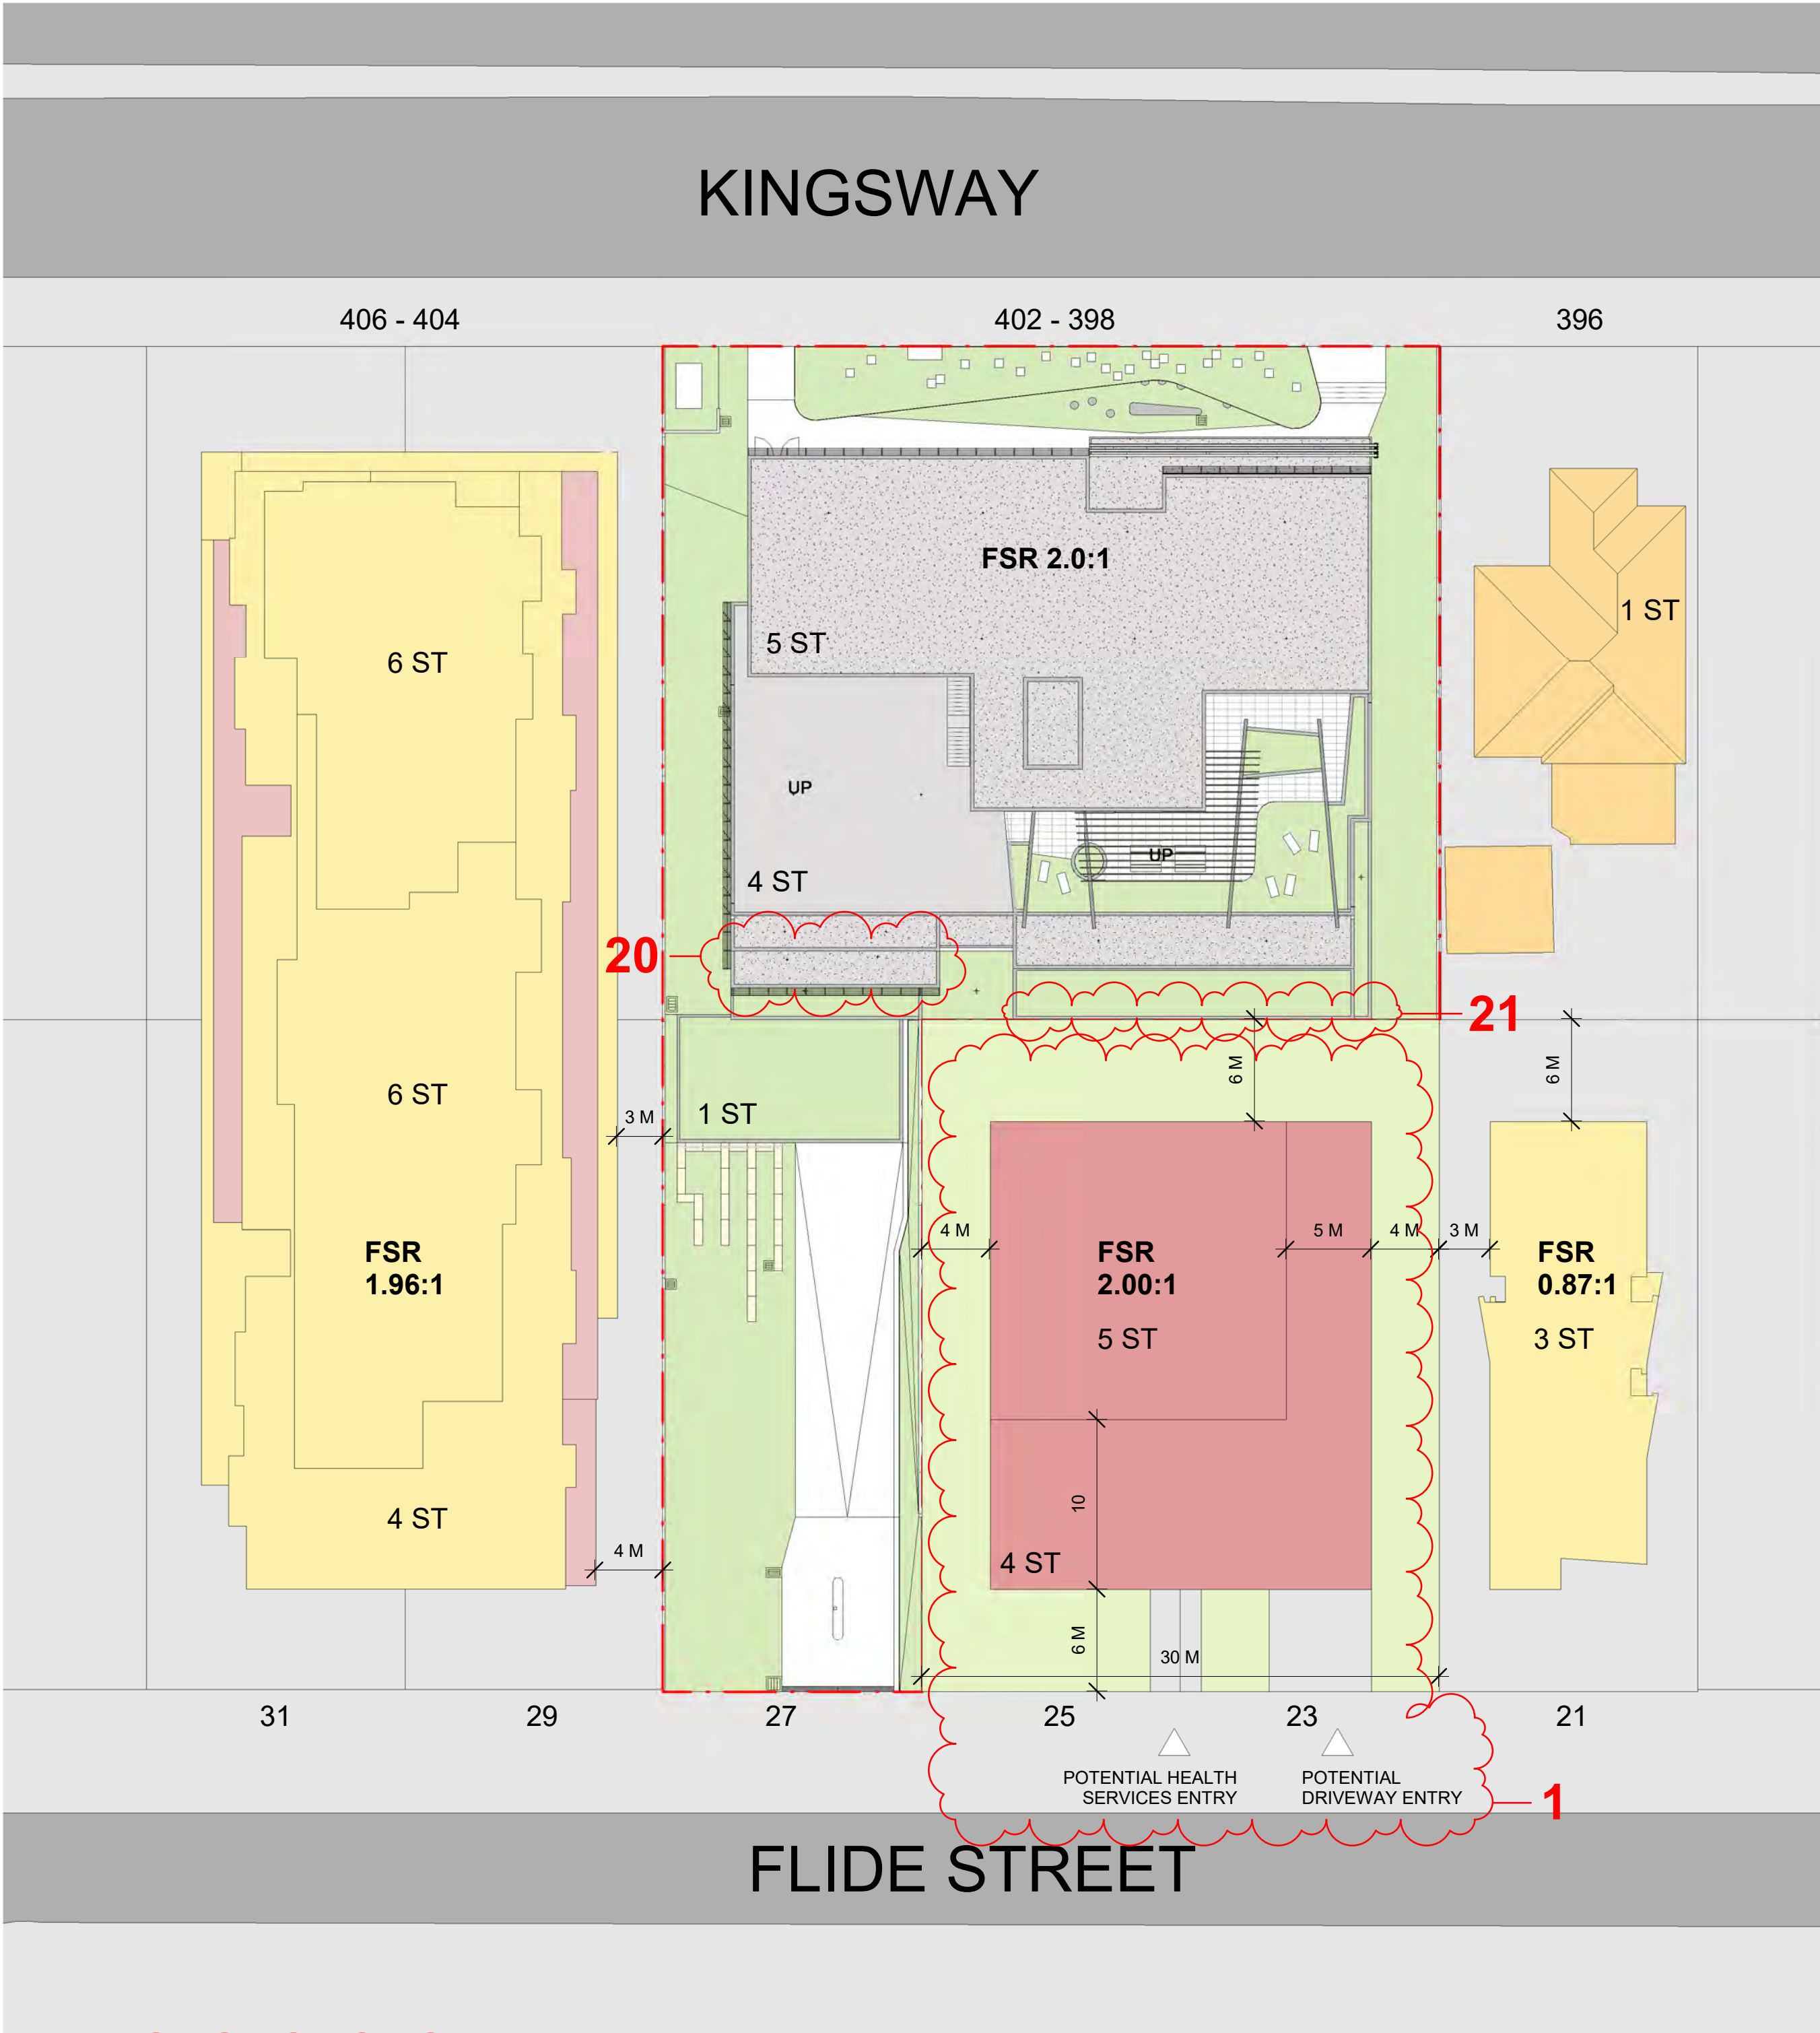 KINGSWAY
406 - 404
402 - 398
396
FSR 2.0:1
5 ST
1 ST
6 ST
UP
UP
4 ST
20
21
6 M
6 M
6 ST
3 M
1 ST
4 M
5 M
4 M
3 M
FSR
1.96:1
FSR
2.00:1
5 ST
FSR
0.87:1
3 ST
10
4 ST
4 M
4 ST
6 M
30 M
31
29
27
25
23
21
POTENTIAL HEALTH
SERVICES ENTRY
POTENTIAL
DRIVEWAY ENTRY
1
FLIDE STREET